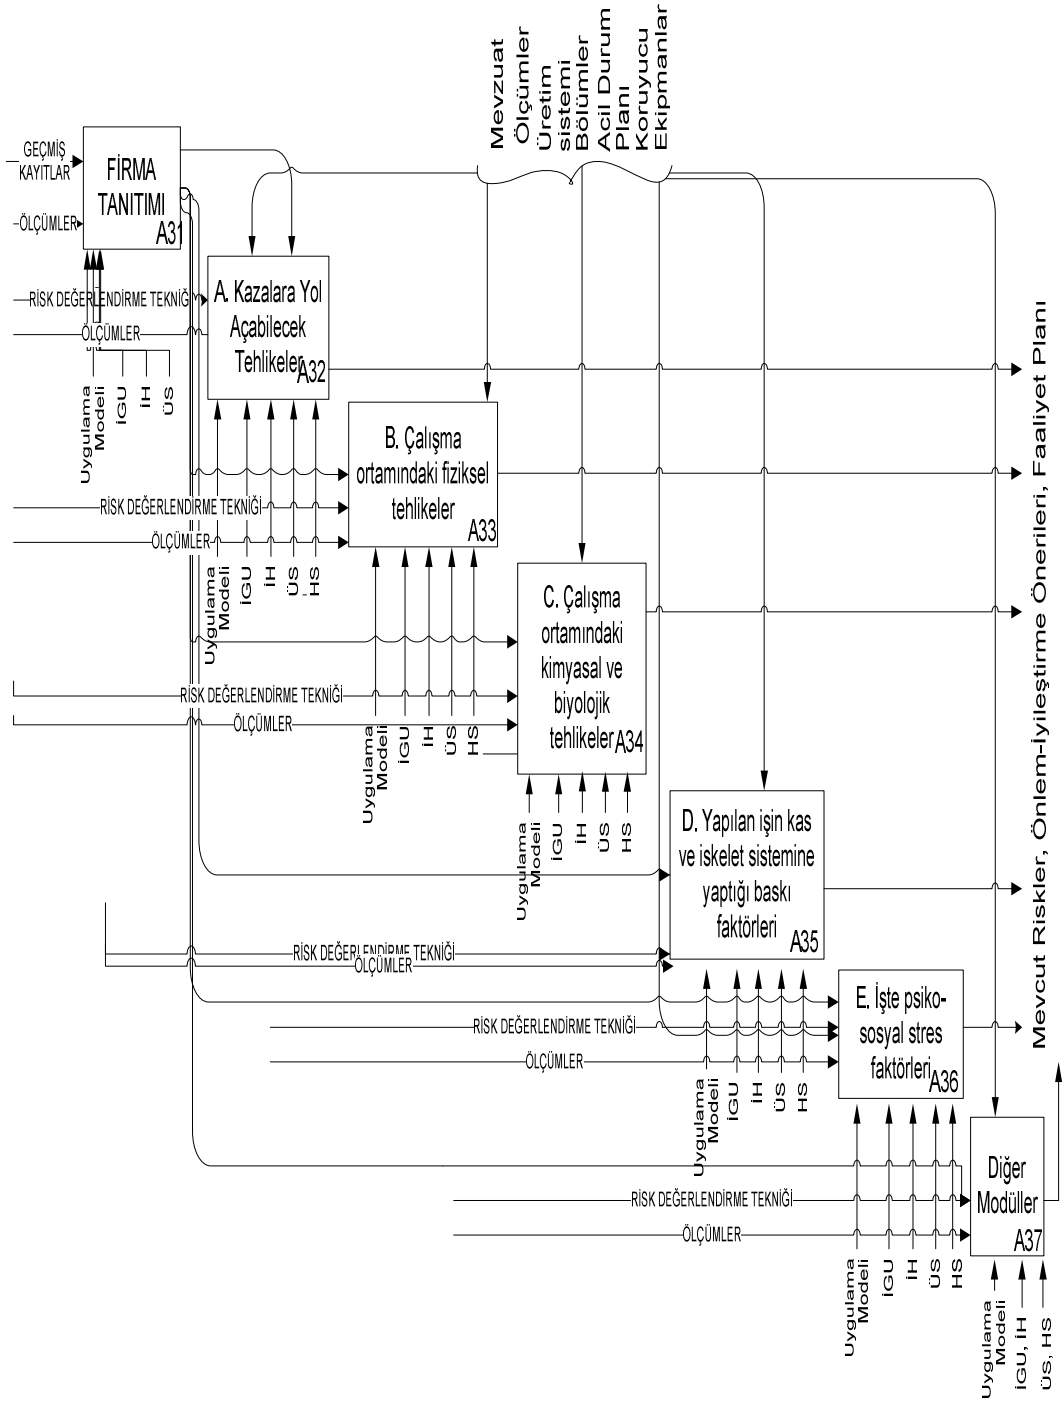 Mevzuat
Ölçümler
Üretim
sistemi
Bölümler
Acil Durum
Planı
Koruyucu
Ekipmanlar
GEÇMİŞ
KAYITLAR
ÖLÇÜMLER
FİRMA
TANITIMI
A31
Uygulama
Modeli
İGU
İH
ÜS
RİSK DEĞERLENDİRME TEKNİĞİ
ÖLÇÜMLER
A. Kazalara Yol
Açabilecek
Tehlikeler
A32
Uygulama
Modeli
İGU
İH
ÜS
HS
RİSK DEĞERLENDİRME TEKNİĞİ
ÖLÇÜMLER
B. Çalışma
ortamındaki fiziksel
tehlikeler
A33
Uygulama
Modeli
İGU
İH
ÜS
HS
RİSK DEĞERLENDİRME TEKNİĞİ
ÖLÇÜMLER
C. Çalışma
ortamındaki
kimyasal ve
biyolojik
tehlikeler
A34
Uygulama
Modeli
İGU
İH
ÜS
HS
RİSK DEĞERLENDİRME TEKNİĞİ
ÖLÇÜMLER
D. Yapılan işin kas
ve iskelet sistemine
yaptığı baskı
faktörleri
A35
Uygulama
Modeli
İGU
İH
ÜS
HS
RİSK DEĞERLENDİRME TEKNİĞİ
ÖLÇÜMLER
E. İşte psiko-
sosyal stres
faktörleri
A36
Uygulama
Modeli
İGU
İH
ÜS
HS
RİSK DEĞERLENDİRME TEKNİĞİ
ÖLÇÜMLER
Diğer
Modüller
A37
Uygulama
Modeli
İGU, İH
ÜS, HS
Mevcut Riskler, Önlem-İyileştirme Önerileri, Faaliyet Planı